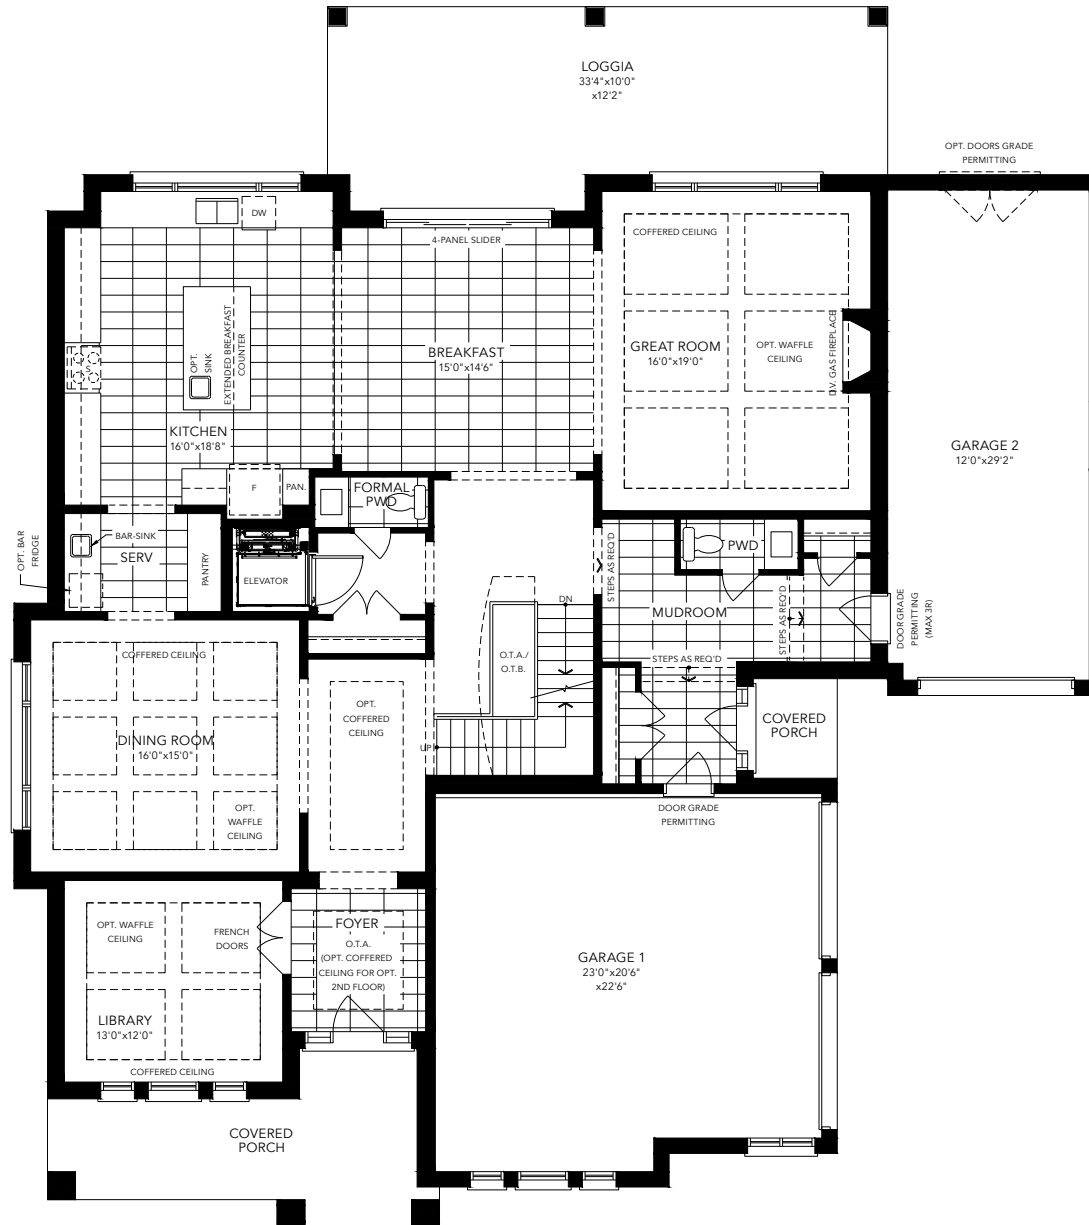 LOGGIA
33'4"x10'0"
x12'2"
OPT. DOORS GRADE
PERMITTING
DW
4-PANEL SLIDER
COFFERED CEILING
S
OPT.
SINK
EXTENDED BREAKFAST
COUNTER
BREAKFAST
15'0"x14'6"
GREAT ROOM
16'0"x19'0"
OPT. WAFFLE
CEILING
D.V. GAS FIREPLACE
KITCHEN
16'0"x18'8"
GARAGE 2
12'0"x29'2"
F
PAN.
FORMAL
PWD
OPT. BAR
FRIDGE
BAR-SINK
SERV
PANTRY
ELEVATOR
STEPS AS REQ'D
PWD
MUDROOM
STEPS AS REQ'D
DOOR GRADE
PERMITTING
(MAX 3R)
DN
O.T.A./
O.T.B.
STEPS AS REQ'D
COFFERED CEILING
OPT.
COFFERED
CEILING
UP
COVERED
PORCH
DINING ROOM
16'0"x15'0"
OPT.
WAFFLE
CEILING
DOOR GRADE
PERMITTING
OPT. WAFFLE
CEILING
FRENCH
DOORS
FOYER
O.T.A.
(OPT. COFFERED
CEILING FOR OPT.
2ND FLOOR)
GARAGE 1
23'0"x20'6"
x22'6"
LIBRARY
13'0"x12'0"
COFFERED CEILING
COVERED
PORCH